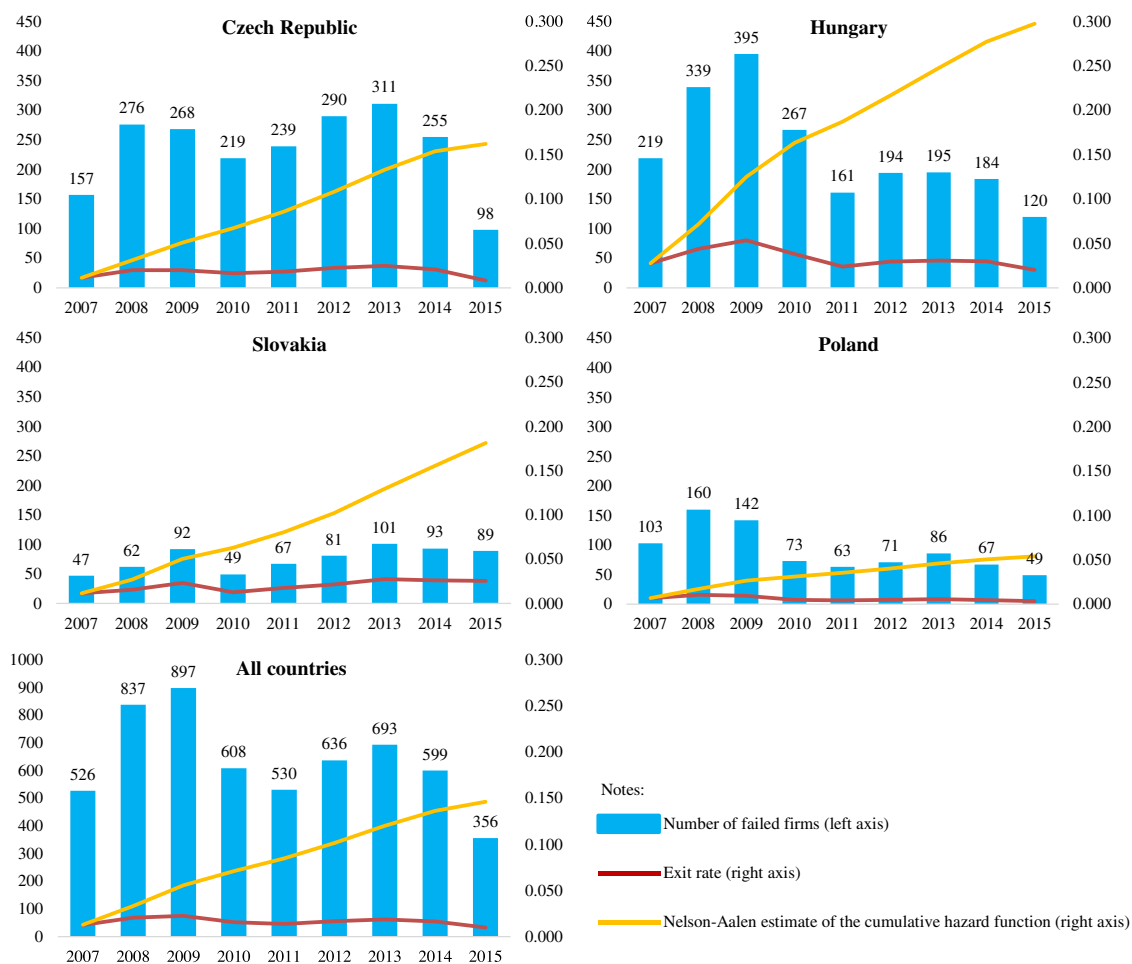 Czech Republic
450 0.300
400
350 0.250
300 0.200
250
200 0.150
150 0.100
100
50 0.050
0 0.000
157 276 268 219 239 290 311 255 98
2007 2008 2009 2010 2011 2012 2013 2014 2015
Hungary
450 0.300
400
350 0.250
300 0.200
250
200 0.150
150 0.100
100
50 0.050
0 0.000
219 339 395 267 161 194 195 184 120
2007 2008 2009 2010 2011 2012 2013 2014 2015
Slovakia
450 0.300
400
350 0.250
300 0.200
250
200 0.150
150 0.100
100
50 0.050
0 0.000
47 62 92 49 67 81 101 93 89
2007 2008 2009 2010 2011 2012 2013 2014 2015
Poland
450 0.300
400
350 0.250
300 0.200
250
200 0.150
150 0.100
100
50 0.050
0 0.000
103 160 142 73 63 71 86 67 49
2007 2008 2009 2010 2011 2012 2013 2014 2015
All countries
1000 0.300
900
800 0.250
700
600 0.200
500 0.150
400
300 0.100
200
100 0.050
0 0.000
526 837 897 608 530 636 693 599 356
2007 2008 2009 2010 2011 2012 2013 2014 2015
Notes:
Number of failed firms (left axis)
Exit rate (right axis)
Nelson-Aalen estimate of the cumulative hazard function (right axis)